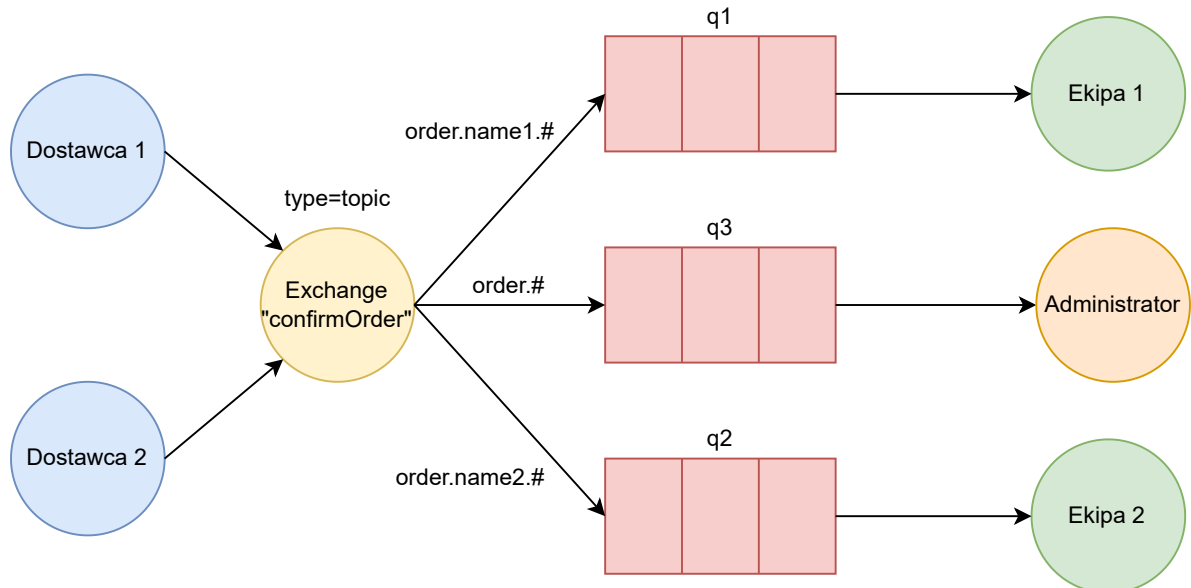 q1
Ekipa 1
order.name1.#
Dostawca 1
type=topic
q3
Exchange
"confirmOrder"
order.#
Administrator
q2
Dostawca 2
order.name2.#
Ekipa 2